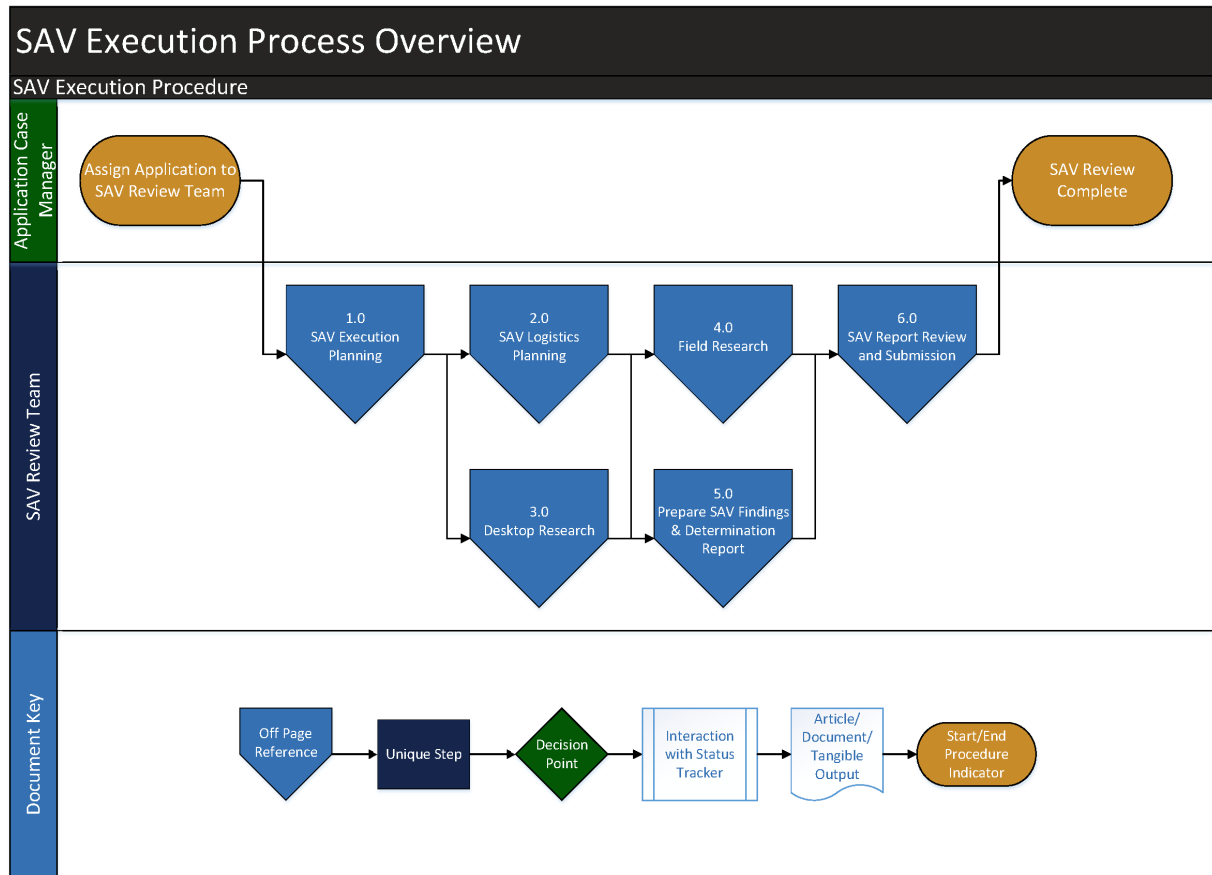 SAV Execution Process Overview
SAV Execution Procedure
Application Case
Manager
Assign Application to
SAV Review Team
SAV Review
Complete
SAV Review Team
1.0
SAV Execution
Planning
2.0
SAV Logistics
Planning
4.0
Field Research
6.0
SAV Report Review
and Submission
3.0
Desktop Research
5.0
Prepare SAV Findings
& Determination
Report
Document Key
Off Page
Reference
Unique Step
Decision
Point
Interaction
with Status
Tracker
Article/
Document/
Tangible
Output
Start/End
Procedure
Indicator